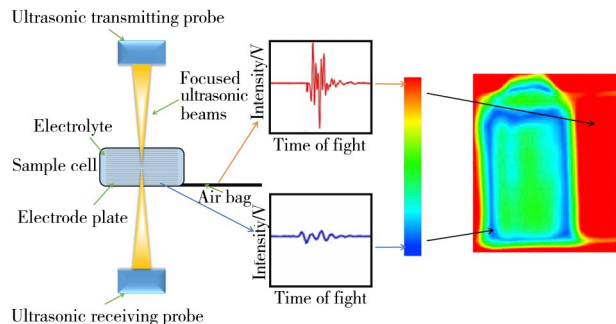 Ultrasonic transmitting probe
Focused
ultrasonic
beams
Electrolyte
Sample cell
Electrode plate
Air bag
Ultrasonic receiving probe
Intensity/V
Time of fight
Intensity/V
Time of fight